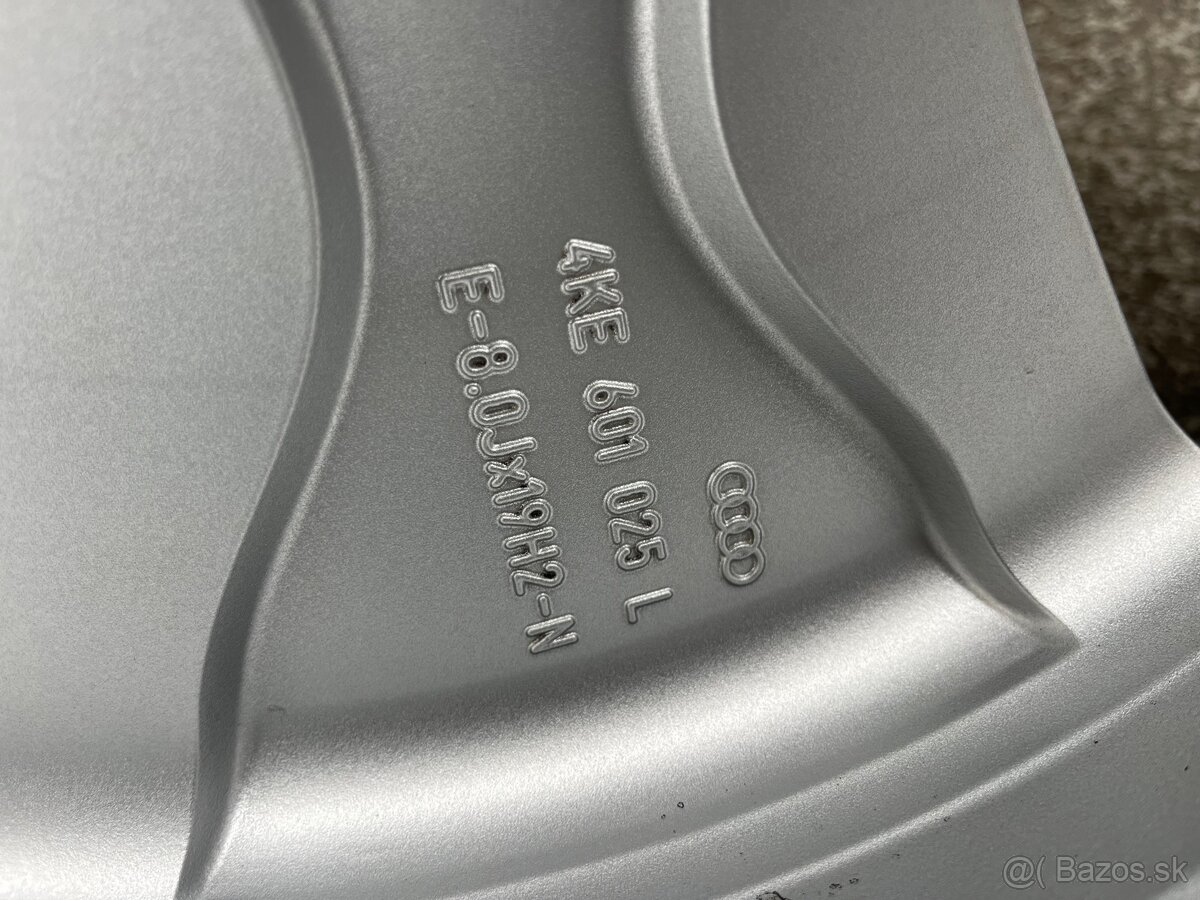 4KE 601 025 L
E-8.0Jx19H2-N
@( Bazos.sk